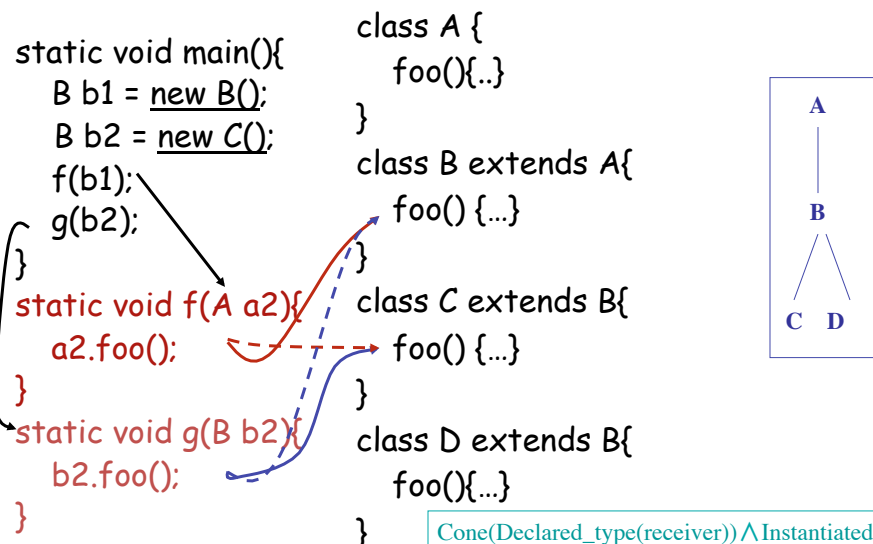 static void main(){
B b1 = new B();
B b2 = new C();
f(b1);
g(b2);
}
static void f(A a2){
a2.foo();
}
static void g(B b2){
b2.foo();
}
class A {
foo(){..}
}
class B extends A{
foo() {…}
}
class C extends B{
foo() {…}
}
class D extends B{
foo(){…}
}
A
B
C D
Cone(Declared_type(receiver))∧Instantiated